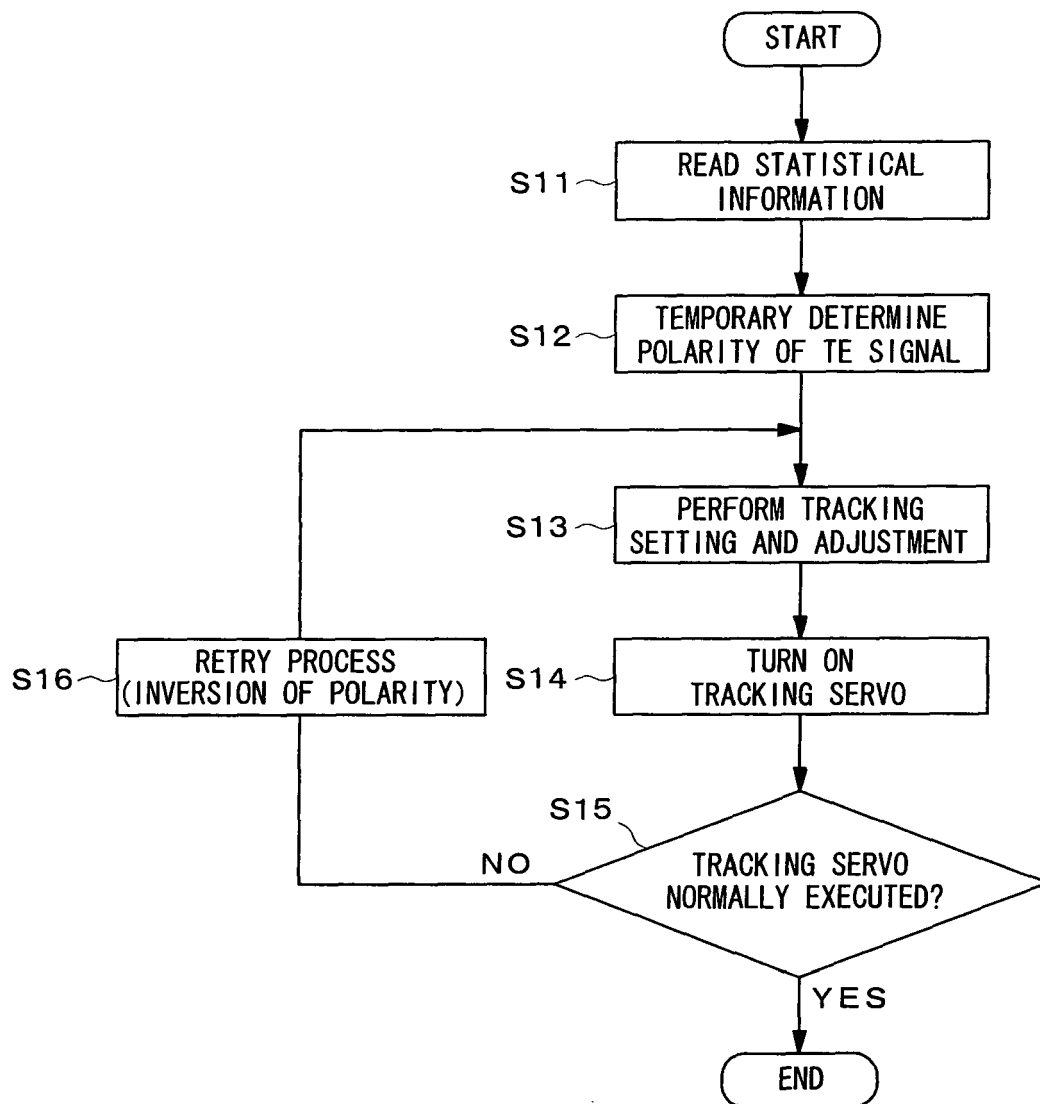 START
S11
READ STATISTICAL
INFORMATION
S12
TEMPORARY DETERMINE
POLARITY OF TE SIGNAL
S13
PERFORM TRACKING
SETTING AND ADJUSTMENT
S16
RETRY PROCESS
(INVERSION OF POLARITY)
S14
TURN ON
TRACKING SERVO
S15
NO
TRACKING SERVO
NORMALLY EXECUTED?
YES
END